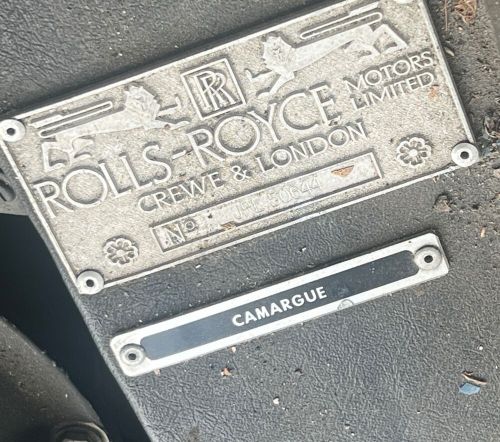 RR
ROLLS-ROYCE MOTORS LIMITED
CREWE & LONDON
No
CAMARGUE